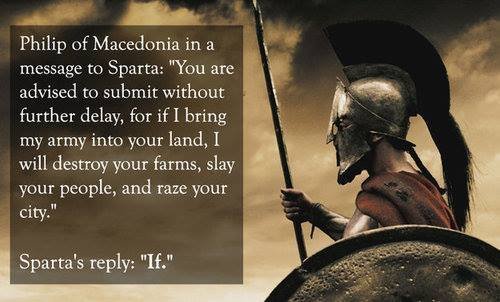 Philip of Macedonia in a
message to Sparta: "You are
advised to submit without
further delay, for if I bring
my army into your land, I
will destroy your farms, slay
your people, and raze your
city."
Sparta's reply: "If."